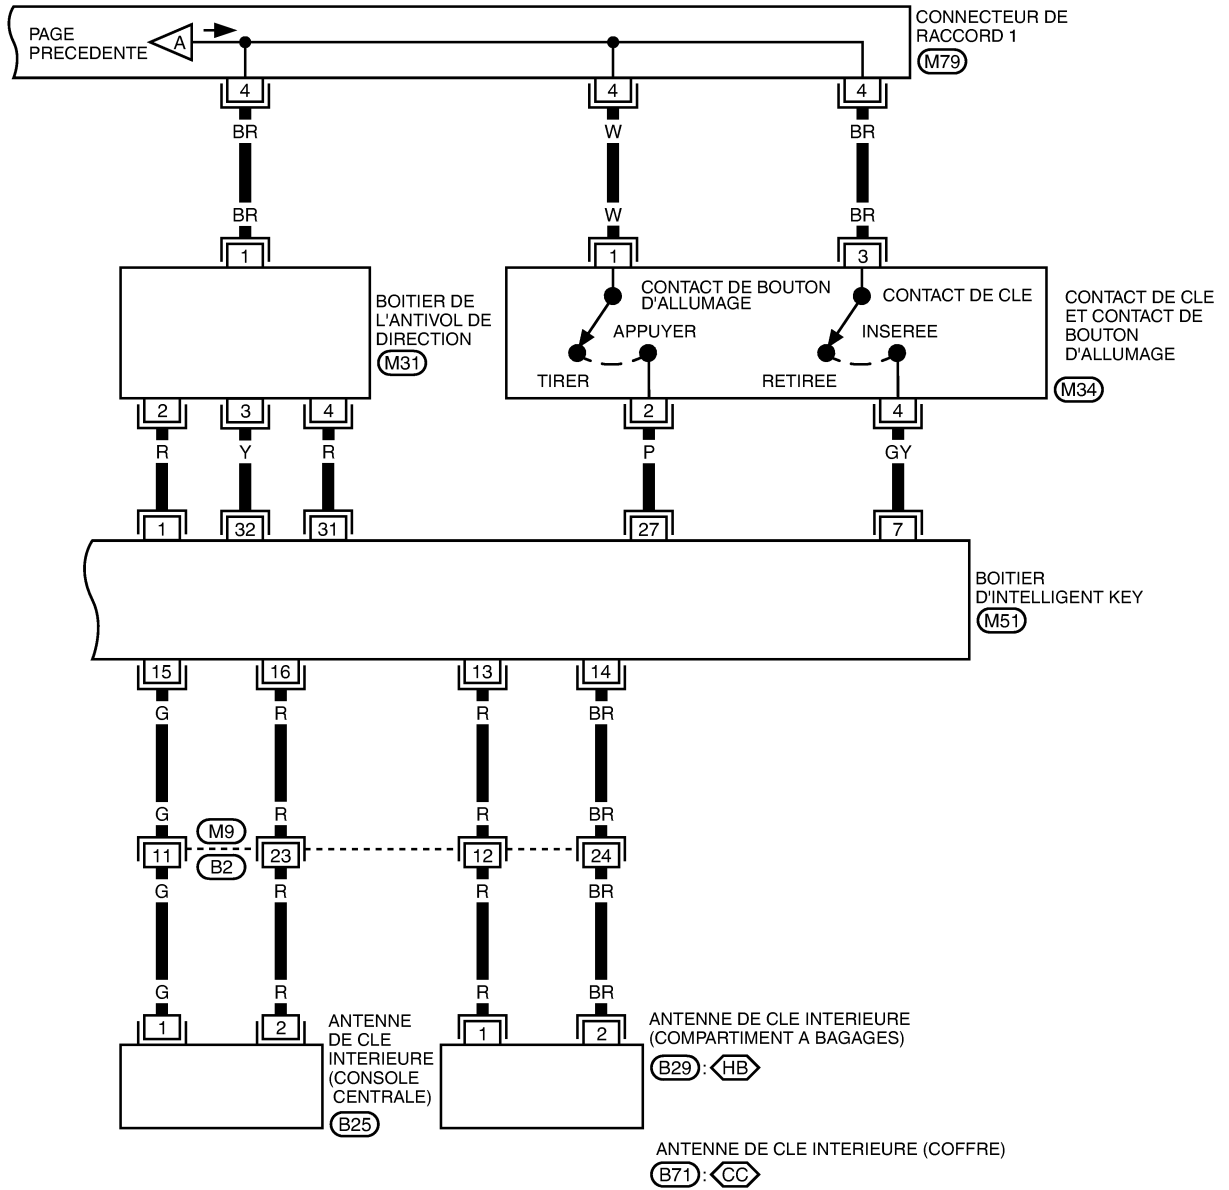 PAGE
PRECEDENTE
A
CONNECTEUR DE
RACCORD 1
M79
4 4 4
BR W BR
BR W BR
1 1 3
CONTACT DE BOUTON
D'ALLUMAGE
CONTACT DE CLE
APPUYER
INSEREE
TIRER
RETIREE
BOITIER DE
L'ANTIVOL DE
DIRECTION
M31
CONTACT DE CLE
ET CONTACT DE
BOUTON
D'ALLUMAGE
M34
2 3 4 2 4
R Y R P GY
1 32 31 27 7
BOITIER
D'INTELLIGENT KEY
M51
15 16 13 14
G R R BR
G R R BR
M9
11 23 12 24
B2
G R R BR
G R R BR
1 2 1 2
ANTENNE
DE CLE
INTERIEURE
(CONSOLE
CENTRALE)
B25
ANTENNE DE CLE INTERIEURE
(COMPARTIMENT A BAGAGES)
B29 : HB
ANTENNE DE CLE INTERIEURE (COFFRE)
B71 : CC